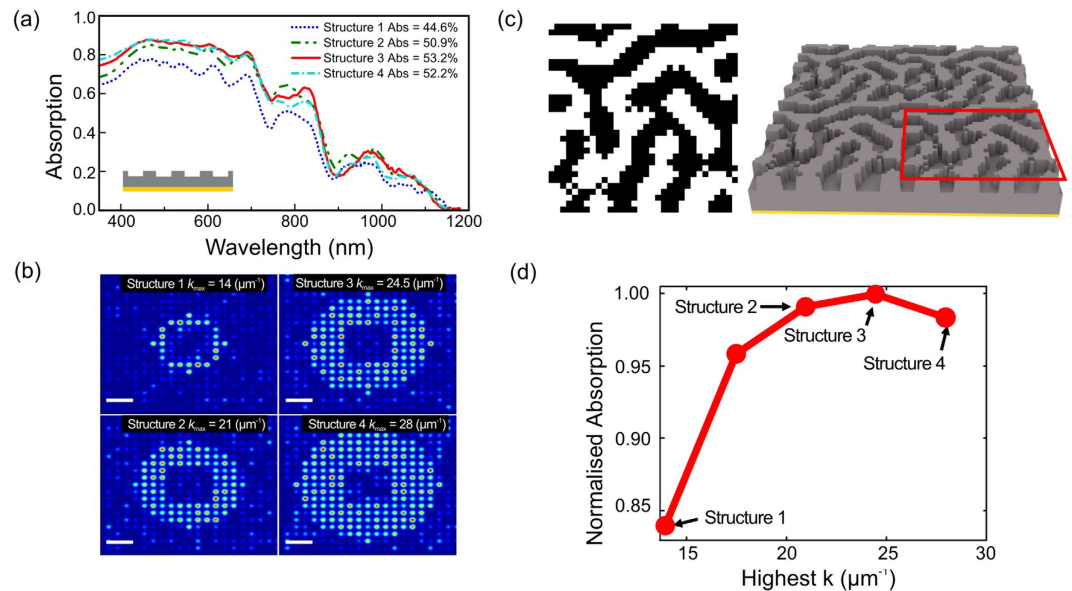 (a)
1.0
0.8
0.6
0.4
0.2
0.0
Absorption
Structure 1 Abs = 44.6%
Structure 2 Abs = 50.9%
Structure 3 Abs = 53.2%
Structure 4 Abs = 52.2%
400
600
800
1000
1200
Wavelength (nm)
(b)
Structure 1 kmax = 14 (µm⁻¹)
Structure 3 kmax = 24.5 (µm⁻¹)
Structure 2 kmax = 21 (µm⁻¹)
Structure 4 kmax = 28 (µm⁻¹)
(c)
(d)
1.00
0.95
0.90
0.85
Normalised Absorption
Structure 2
Structure 3
Structure 4
Structure 1
15
20
25
30
Highest k (µm⁻¹)